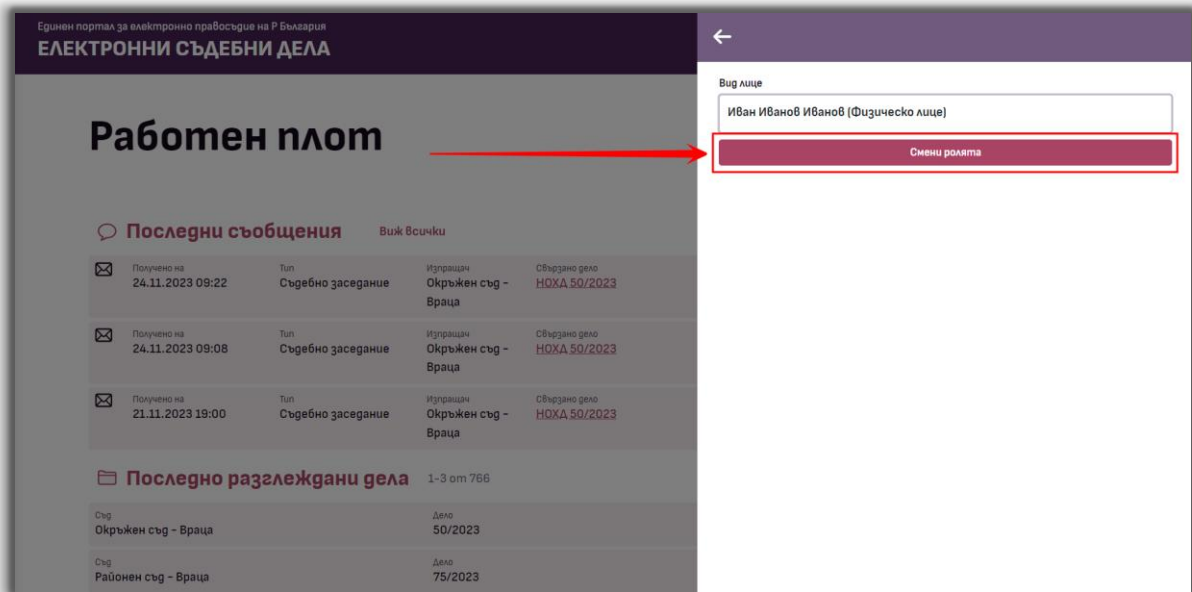 Единен портал за електронно правосъдие на Р България
ЕЛЕКТРОННИ СЪДЕБНИ ДЕЛА
Работен плот
Последни съобщения Виж всички
Получено на Тип Изпращач Свързано дело
24.11.2023 09:22 Съдебно заседание Окръжен съд - НОХД 50/2023
Враца
Получено на Тип Изпращач Свързано дело
24.11.2023 09:08 Съдебно заседание Окръжен съд - НОХД 50/2023
Враца
Получено на Тип Изпращач Свързано дело
21.11.2023 19:00 Съдебно заседание Окръжен съд - НОХД 50/2023
Враца
Последно разглеждани дела 1-3 от 766
Съд Дело
Окръжен съд - Враца 50/2023
Съд Дело
Районен съд - Враца 75/2023
Вид лице
Иван Иванов Иванов (Физическо лице)
Смени ролята